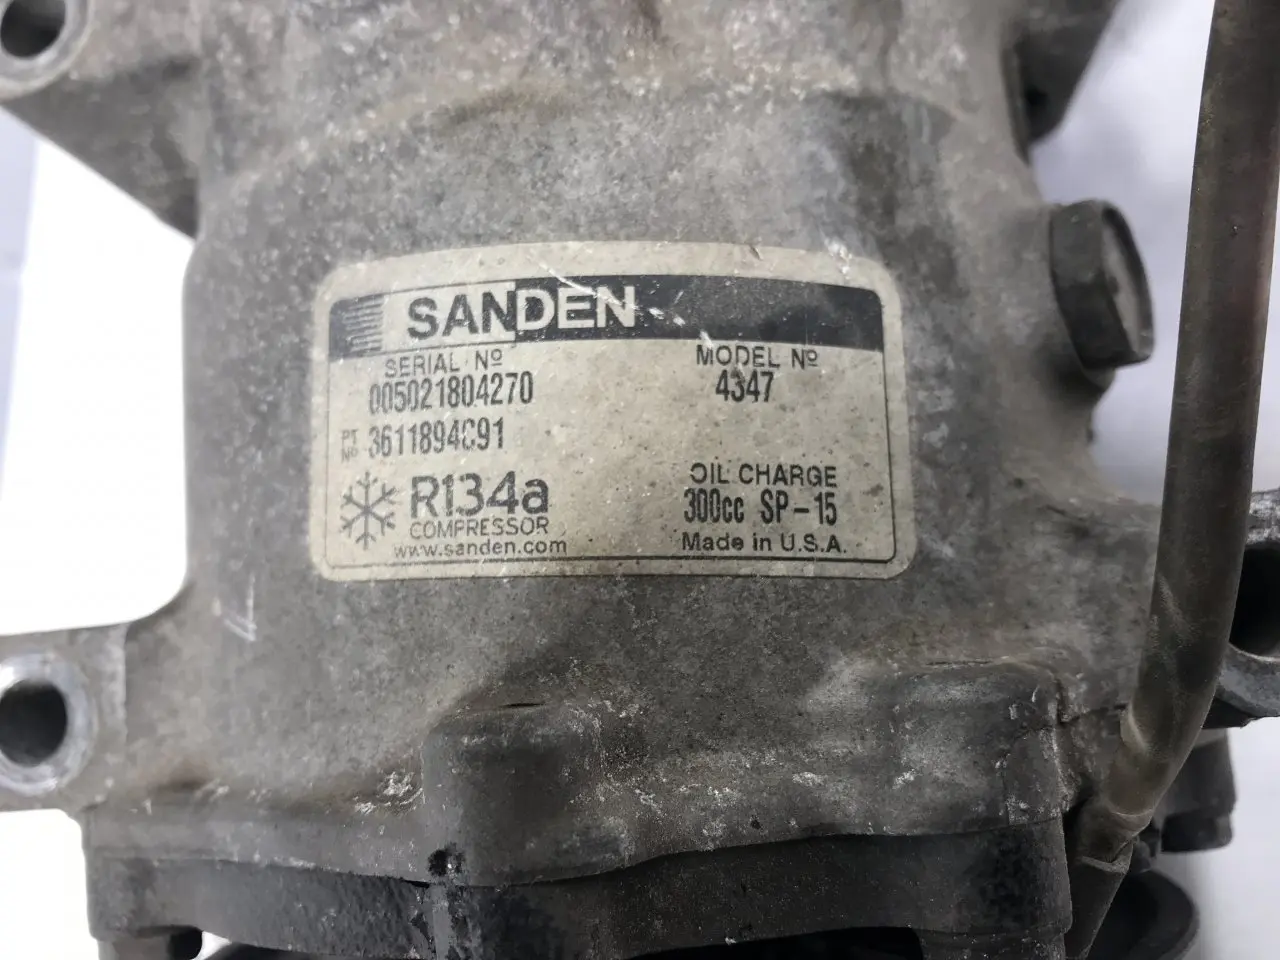 SANDEN
SERIAL Nº MODEL Nº
005021804270 4347
PT Nº 3611894C91
R134a OIL CHARGE
COMPRESSOR 300cc SP-15
www.sanden.com Made in U.S.A.